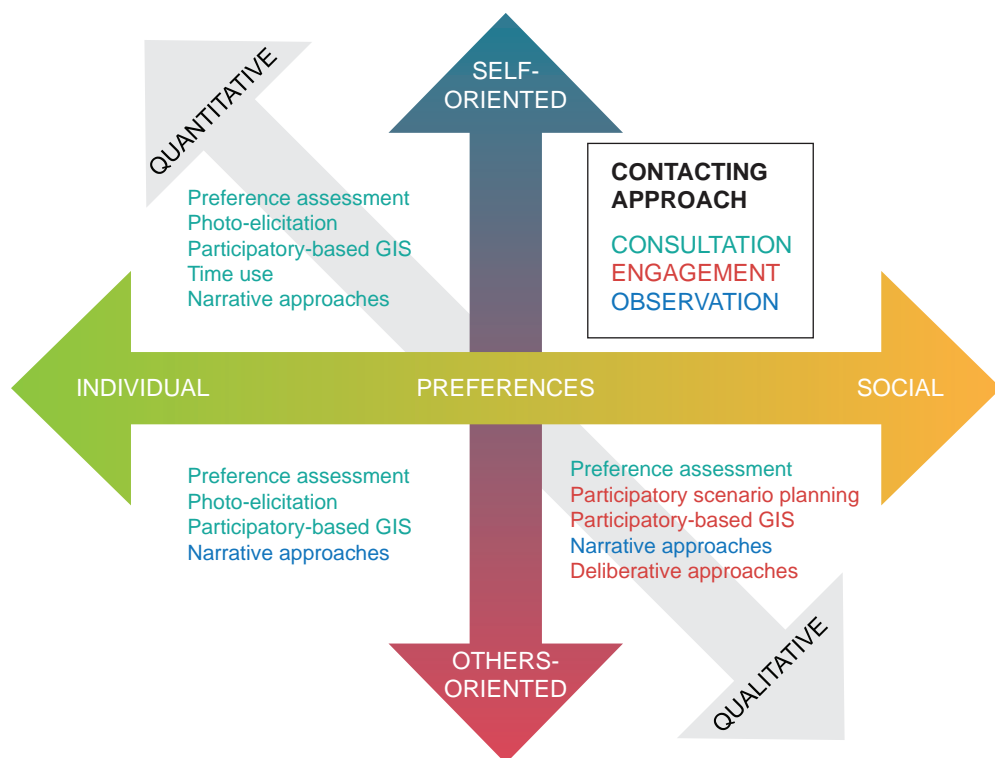 SELF-
ORIENTED
QUANTITATIVE
CONTACTING
APPROACH
CONSULTATION
ENGAGEMENT
OBSERVATION
Preference assessment
Photo-elicitation
Participatory-based GIS
Time use
Narrative approaches
INDIVIDUAL
PREFERENCES
SOCIAL
Preference assessment
Photo-elicitation
Participatory-based GIS
Narrative approaches
Preference assessment
Participatory scenario planning
Participatory-based GIS
Narrative approaches
Deliberative approaches
OTHERS-
ORIENTED
QUALITATIVE